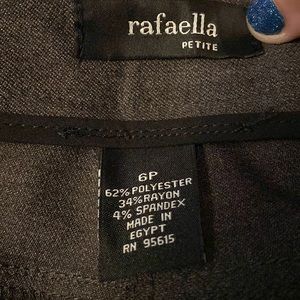 rafaella
PETITE
6P
62% POLYESTER
34% RAYON
4% SPANDEX
MADE IN
EGYPT
RN 95615